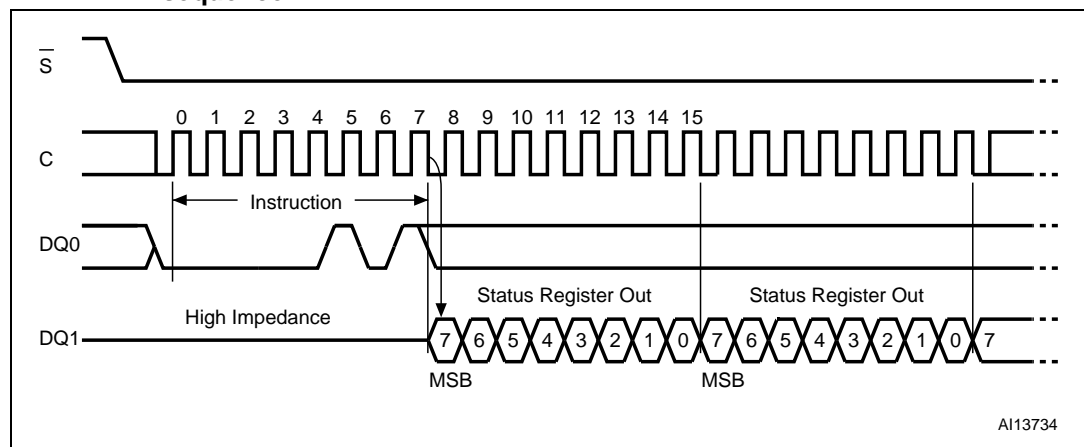 S
0 1 2 3 4 5 6 7 8 9 10 11 12 13 14 15
C
Instruction
DQ0
Status Register Out Status Register Out
High Impedance
DQ1 7 6 5 4 3 2 1 0 7 6 5 4 3 2 1 0 7
MSB MSB
AI13734